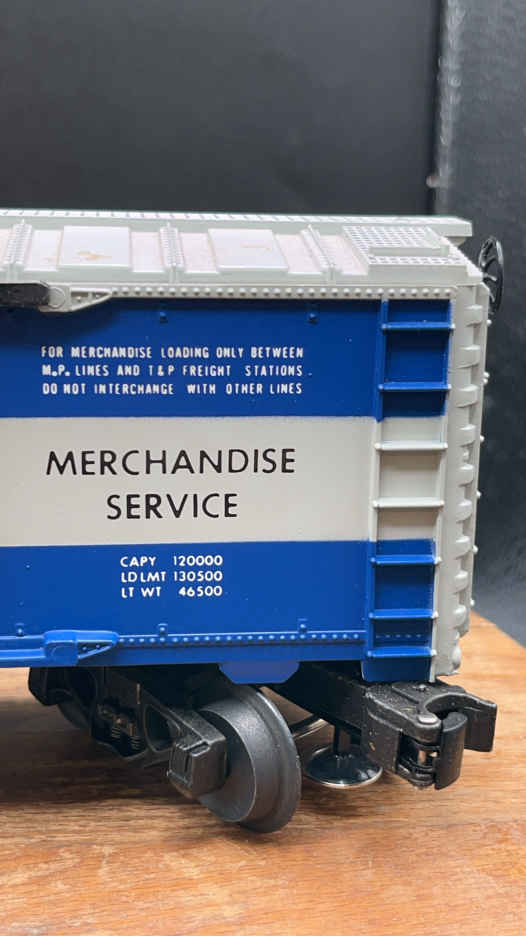 FOR MERCHANDISE LOADING ONLY BETWEEN
M.P. LINES AND T&P FREIGHT STATIONS.
DO NOT INTERCHANGE WITH OTHER LINES
MERCHANDISE
SERVICE
CAPY 120000
LD LMT 130500
LT WT 46500